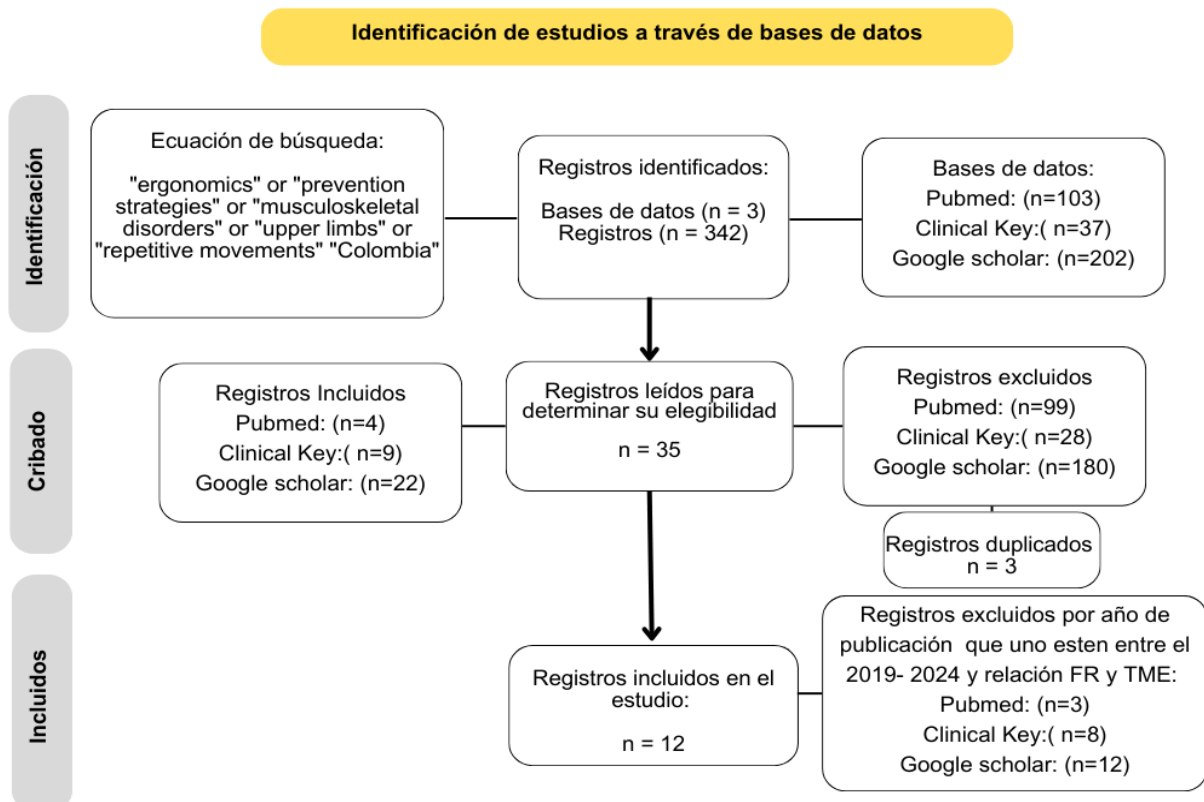 Identificación de estudios a través de bases de datos
Identificación
Ecuación de búsqueda:
"ergonomics" or "prevention
strategies" or "musculoskeletal
disorders" or "upper limbs" or
"repetitive movements" "Colombia"
Registros identificados:
Bases de datos (n = 3)
Registros (n = 342)
Bases de datos:
Pubmed: (n=103)
Clinical Key:( n=37)
Google scholar: (n=202)
Cribado
Registros Incluidos
Pubmed: (n=4)
Clinical Key:( n=9)
Google scholar: (n=22)
Registros leídos para
determinar su elegibilidad
n = 35
Registros excluidos
Pubmed: (n=99)
Clinical Key:( n=28)
Google scholar: (n=180)
Registros duplicados
n = 3
Incluidos
Registros incluidos en el
estudio:
n = 12
Registros excluidos por año de
publicación que uno esten entre el
2019- 2024 y relación FR y TME:
Pubmed: (n=3)
Clinical Key:( n=8)
Google scholar: (n=12)